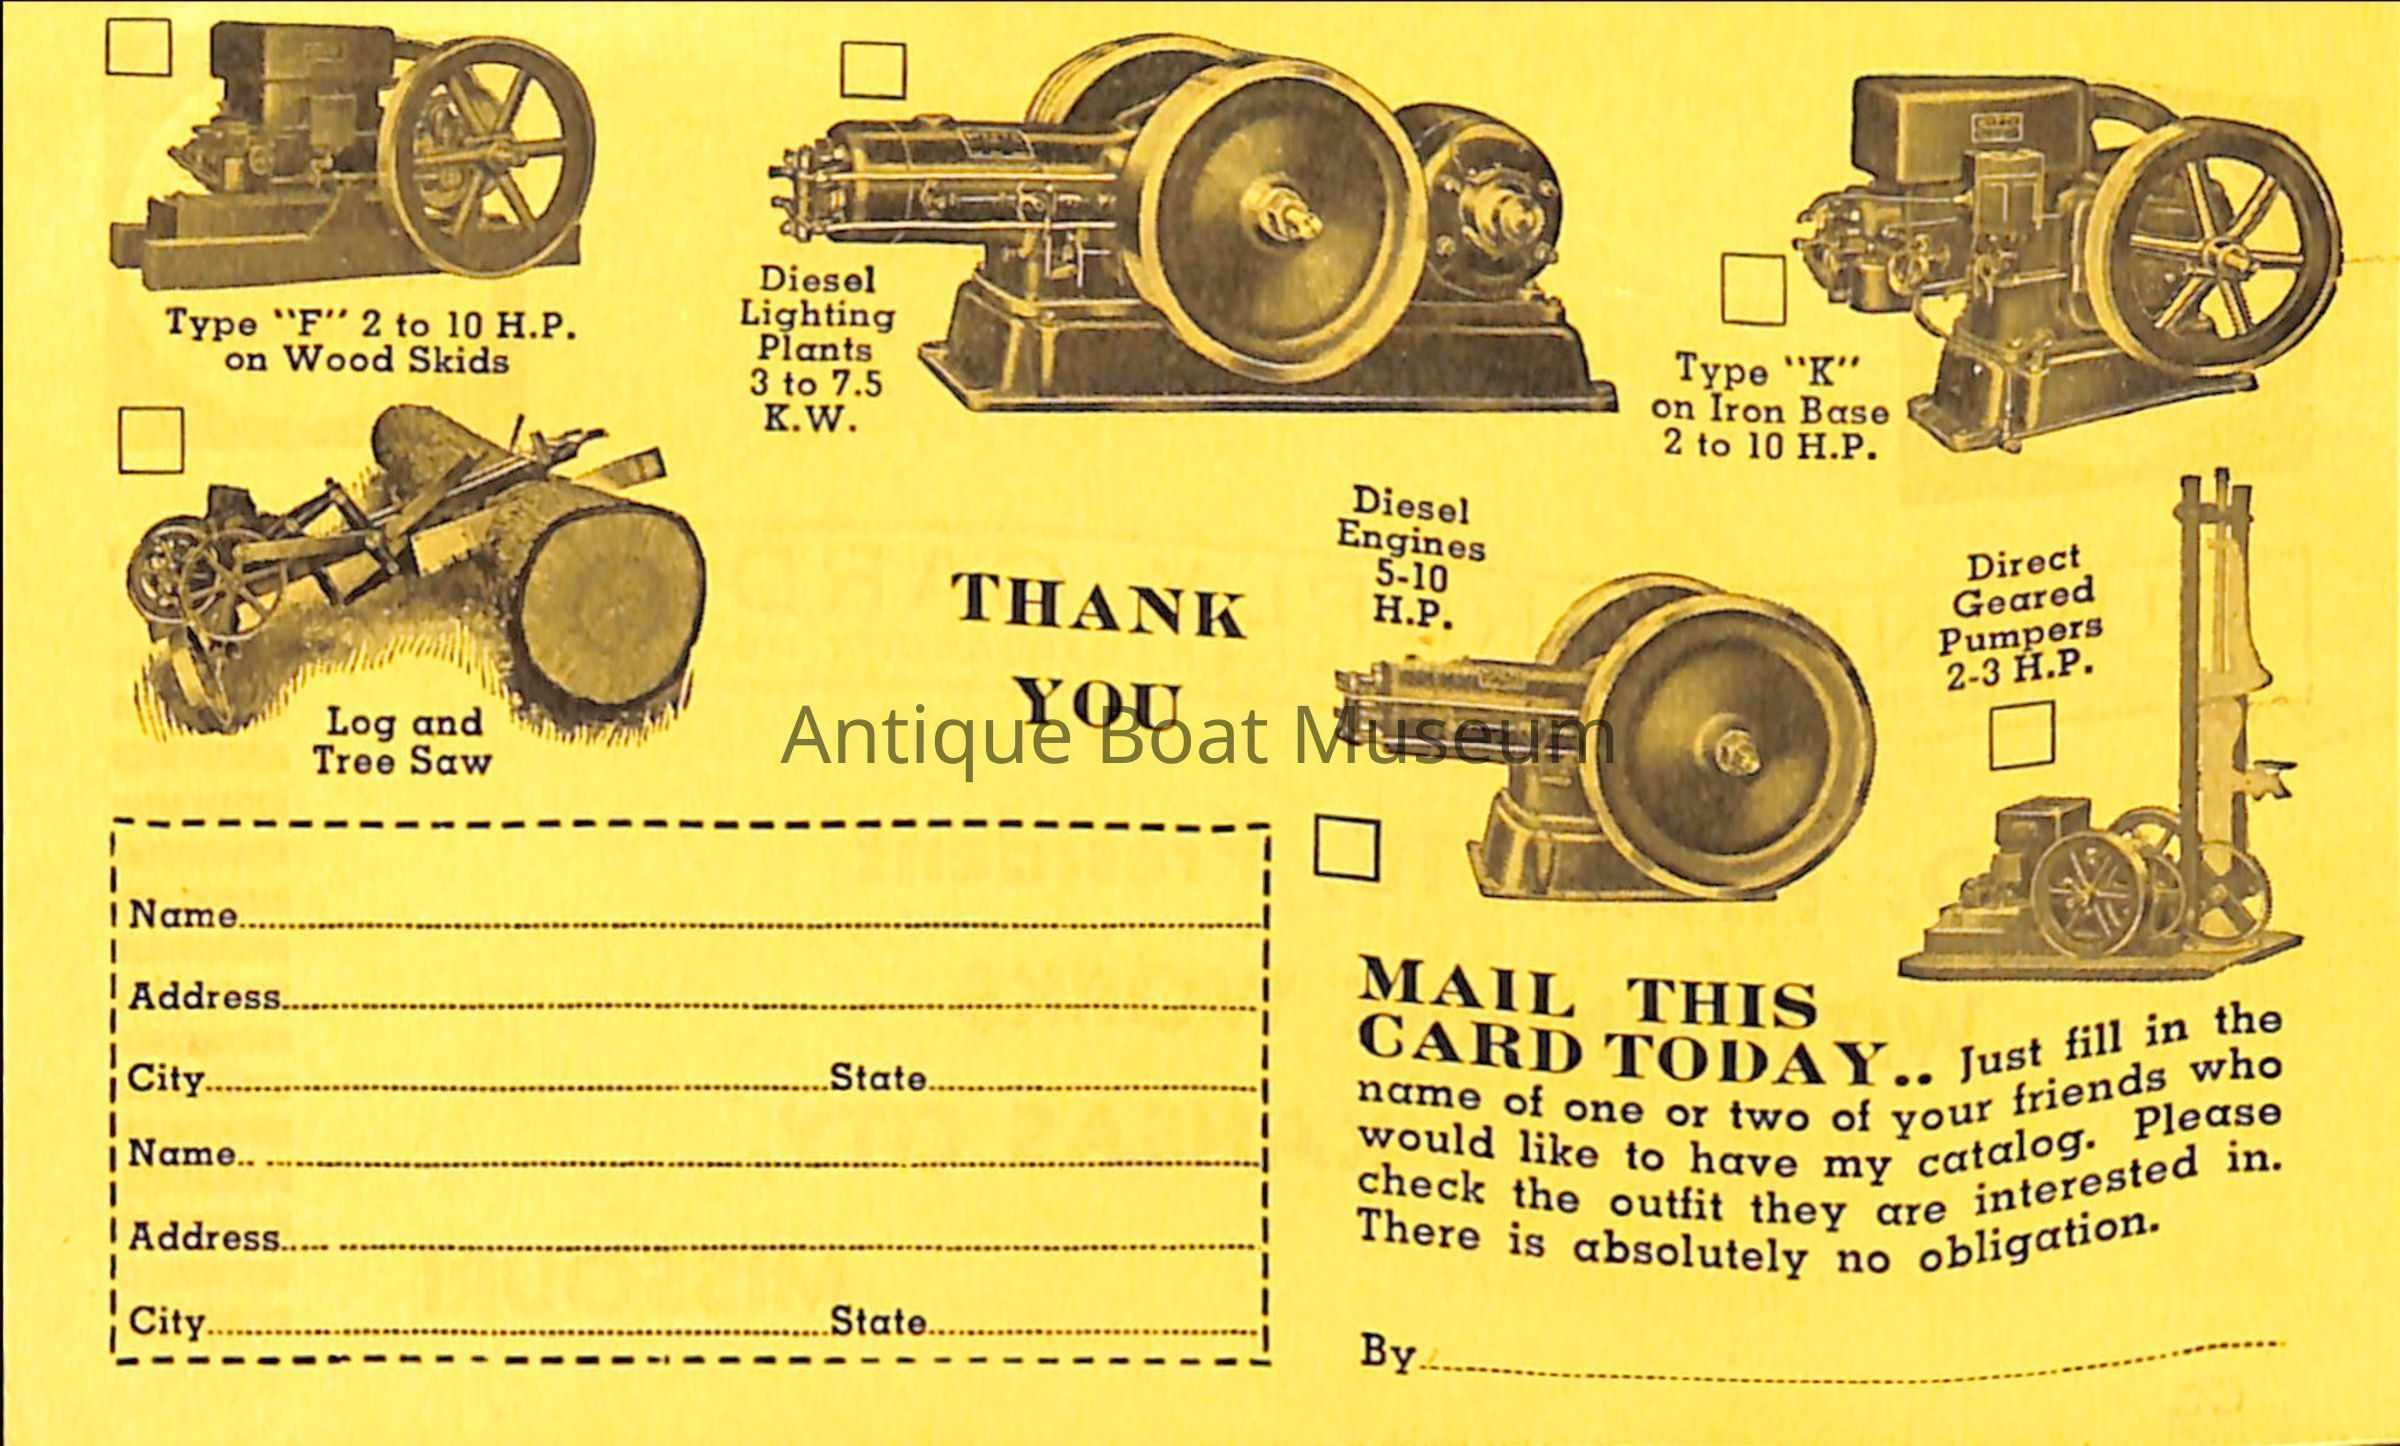 Type "F" 2 to 10 H.P.
on Wood Skids
Diesel
Lighting
Plants
3 to 7.5
K.W.
Type "K"
on Iron Base
2 to 10 H.P.
Log and
Tree Saw
THANK
YOU
Diesel
Engines
5-10
H.P.
Direct
Geared
Pumpers
2-3 H.P.
Antique Boat Museum
Name
Address
City State
Name
Address
City State
MAIL THIS
CARD TODAY.. Just fill in the
name of one or two of your friends who
would like to have my catalog. Please
check the outfit they are interested in.
There is absolutely no obligation.
By